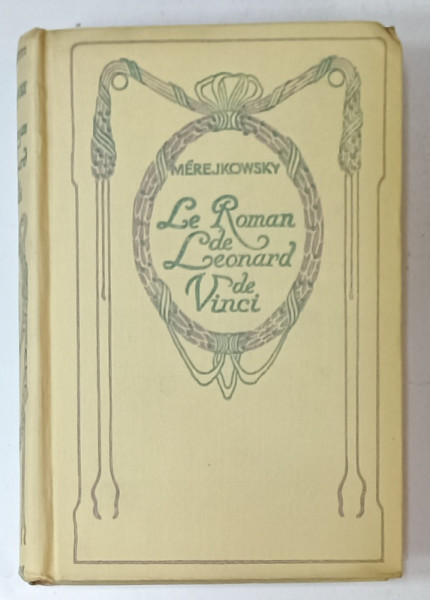 MÉREJKOWSKY
Le Roman
de
Leonard
de
Vinci